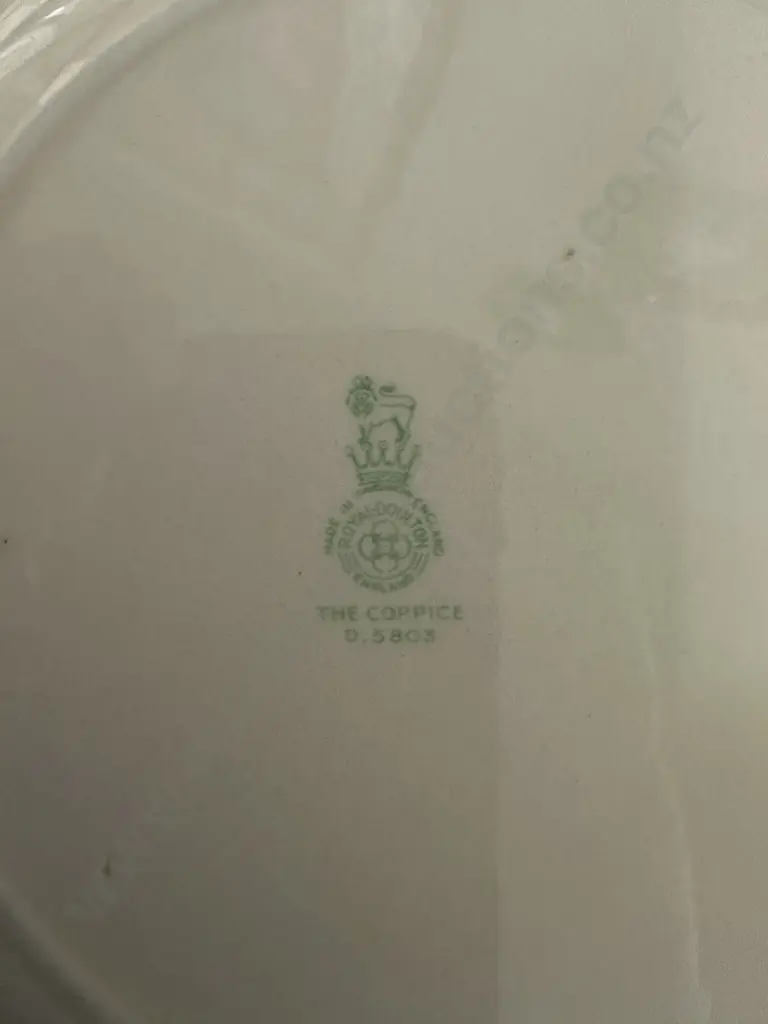 MADE IN ENGLAND
ROYAL DOULTON
ENGLAND
THE COPPICE
D.5803